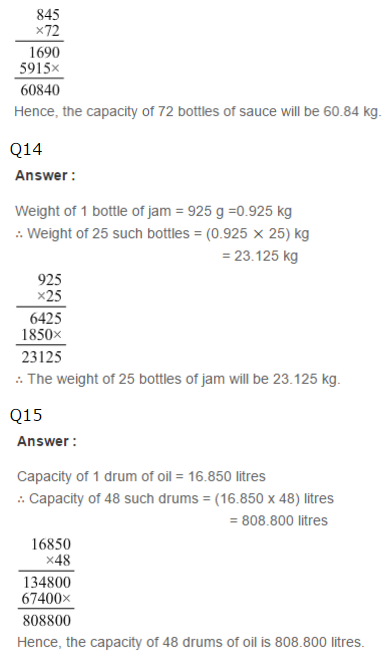 845
×72
1690
5915×
60840
Hence, the capacity of 72 bottles of sauce will be 60.84 kg.
Q14
Answer :
Weight of 1 bottle of jam = 925 g =0.925 kg
∴ Weight of 25 such bottles = (0.925 × 25) kg
= 23.125 kg
925
×25
6425
1850×
23125
∴ The weight of 25 bottles of jam will be 23.125 kg.
Q15
Answer :
Capacity of 1 drum of oil = 16.850 litres
∴ Capacity of 48 such drums = (16.850 x 48) litres
= 808.800 litres
16850
×48
134800
67400×
808800
Hence, the capacity of 48 drums of oil is 808.800 litres.